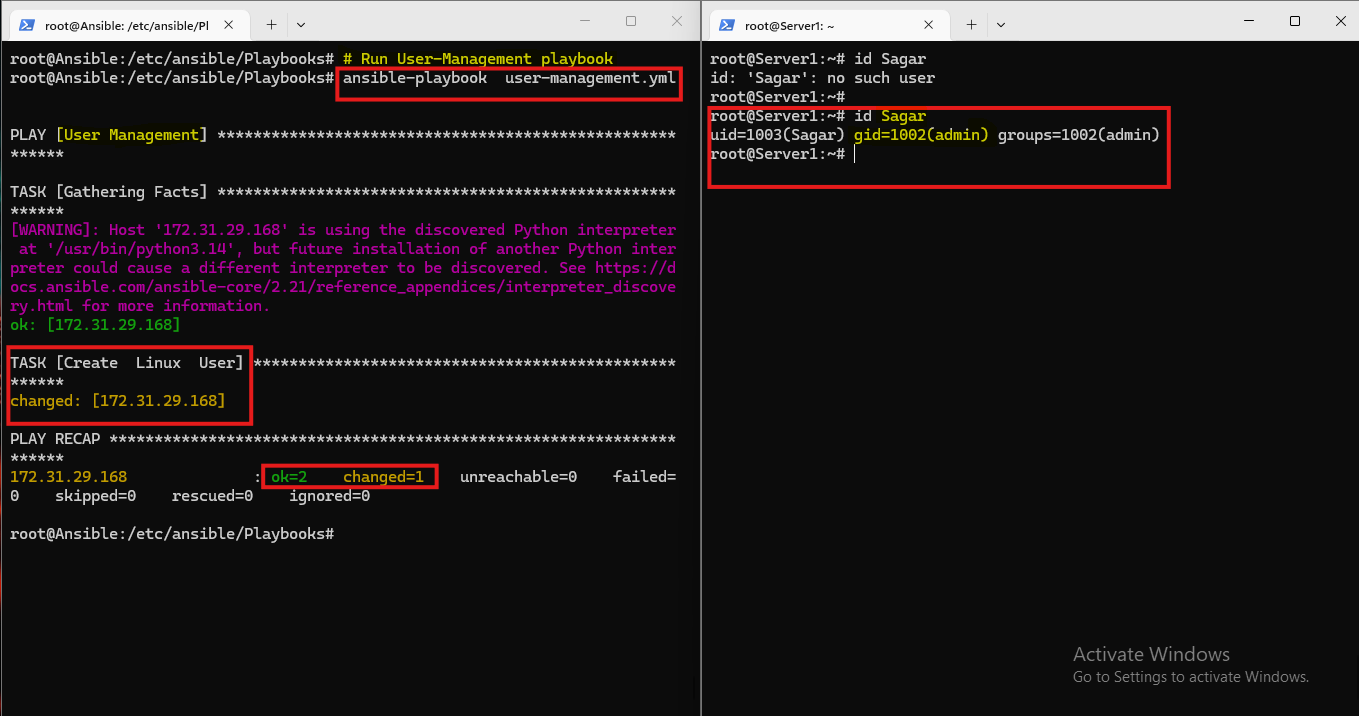 root@Ansible: /etc/ansible/Pl
root@Ansible:/etc/ansible/Playbooks# # Run User-Management playbook
root@Ansible:/etc/ansible/Playbooks# ansible-playbook  user-management.yml
PLAY [User Management] ***************************************************
******
TASK [Gathering Facts] ***************************************************
******
[WARNING]: Host '172.31.29.168' is using the discovered Python interpreter
 at '/usr/bin/python3.14', but future installation of another Python inter
preter could cause a different interpreter to be discovered. See https://d
ocs.ansible.com/ansible-core/2.21/reference_appendices/interpreter_discove
ry.html for more information.
ok: [172.31.29.168]
TASK [Create  Linux  User] ***********************************************
******
changed: [172.31.29.168]
PLAY RECAP ***************************************************************
******
172.31.29.168              : ok=2    changed=1    unreachable=0    failed=
0    skipped=0    rescued=0    ignored=0
root@Ansible:/etc/ansible/Playbooks#
root@Server1: ~
root@Server1:~# id Sagar
id: 'Sagar': no such user
root@Server1:~#
root@Server1:~# id Sagar
uid=1003(Sagar) gid=1002(admin) groups=1002(admin)
root@Server1:~#
Activate Windows
Go to Settings to activate Windows.